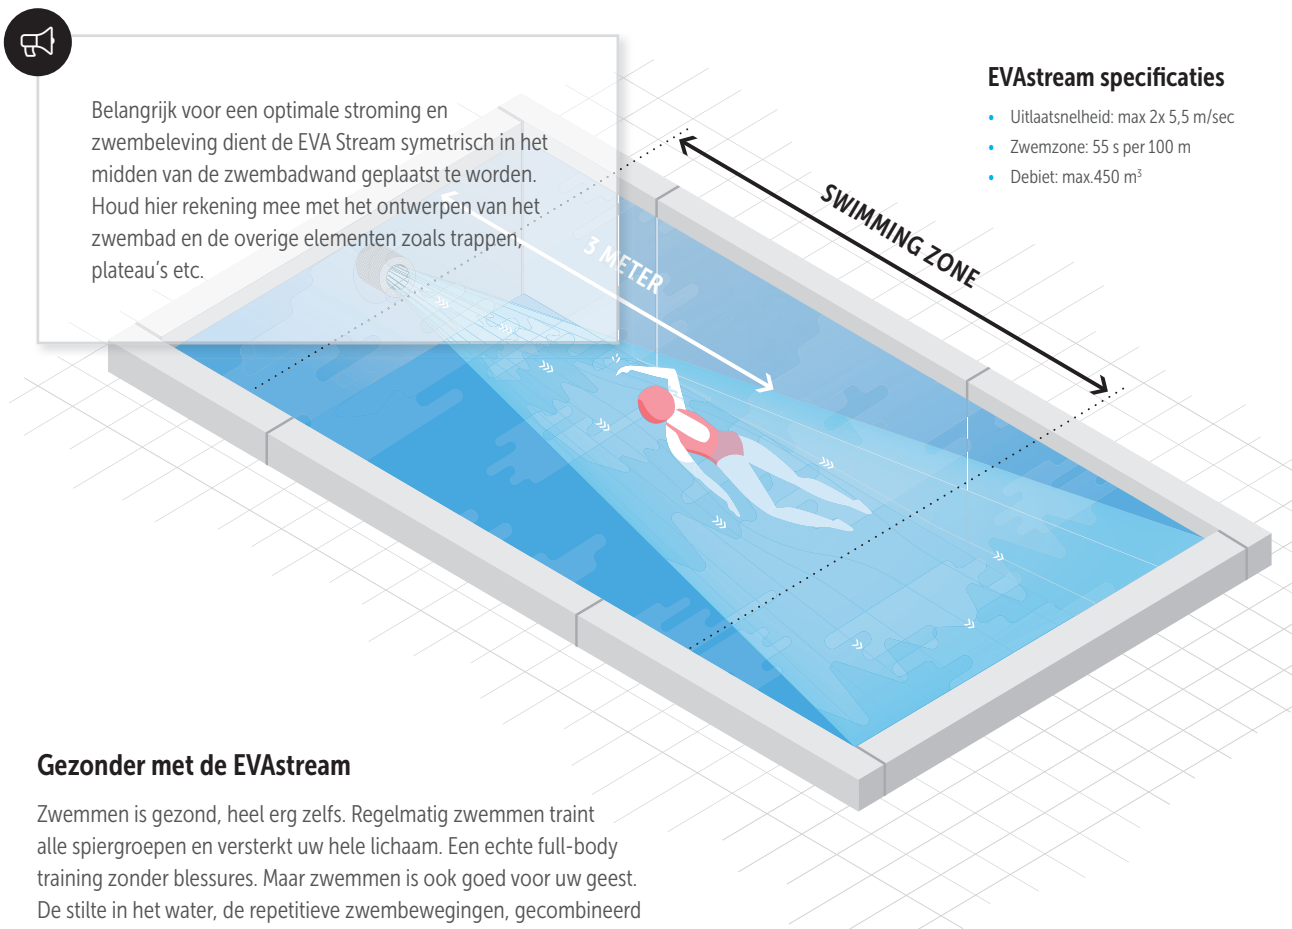 Belangrijk voor een optimale stroming en
zwembeleving dient de EVA Stream symetrisch in het
midden van de zwembadwand geplaatst te worden.
Houd hier rekening mee met het ontwerpen van het
zwembad en de overige elementen zoals trappen,
plateau's etc.
EVAstream specificaties
• Uitlaatsnelheid: max 2x 5,5 m/sec
• Zwemzone: 55 s per 100 m
• Debiet: max.450 m³
SWIMMING ZONE
3 METER
Gezonder met de EVAstream
Zwemmen is gezond, heel erg zelfs. Regelmatig zwemmen traint
alle spiergroepen en versterkt uw hele lichaam. Een echte full-body
training zonder blessures. Maar zwemmen is ook goed voor uw geest.
De stilte in het water, de repetitieve zwembewegingen, gecombineerd